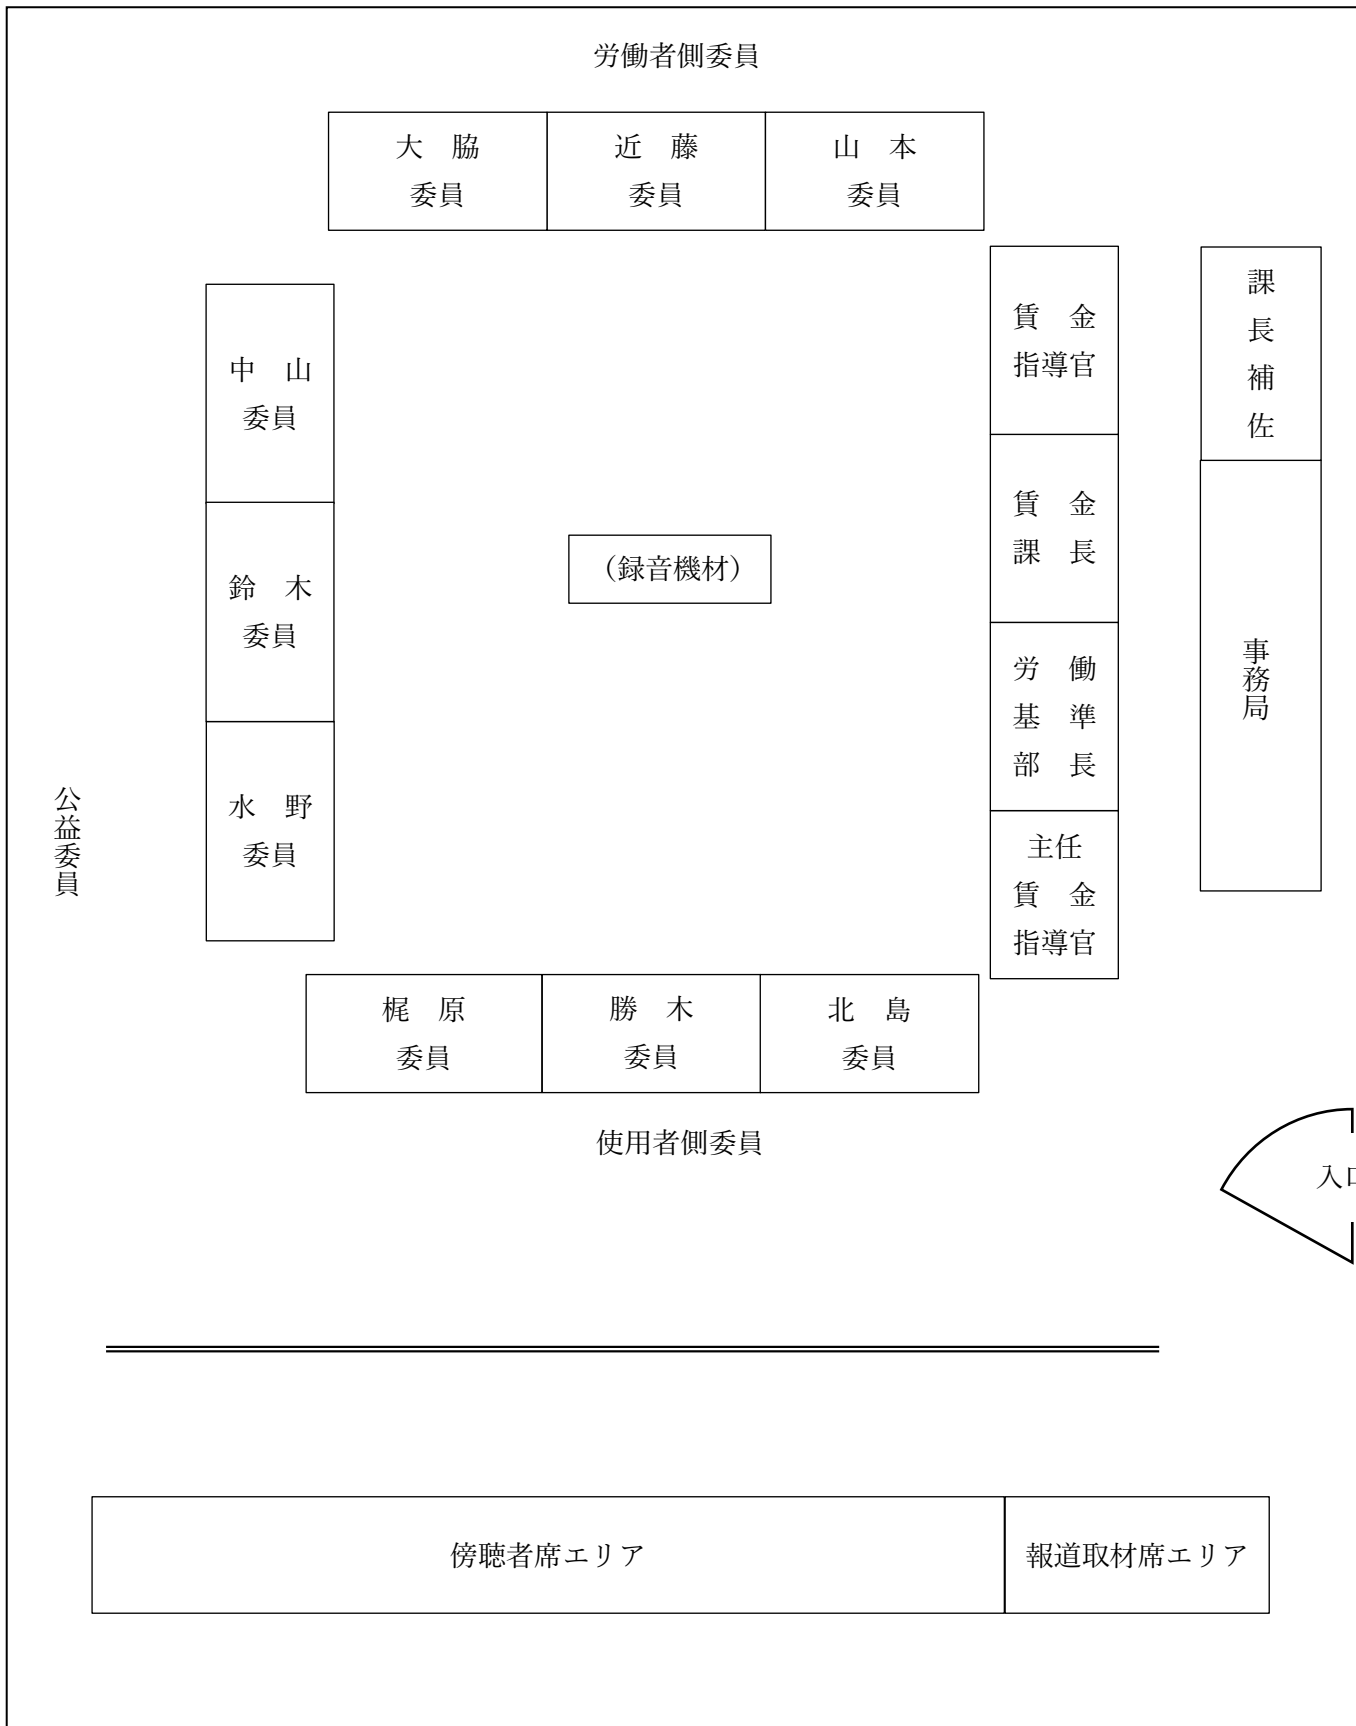 労働者側委員
大　脇
委員
近　藤
委員
山　本
委員
賃　金
指導官
課
長
補
佐
中　山
委員
賃　金
課　長
鈴　木
委員
（録音機材）
労　働
基　準
部　長
事務局
公益委員
水　野
委員
主任
賃　金
指導官
梶　原
委員
勝　木
委員
北　島
委員
使用者側委員
入口
傍聴者席エリア
報道取材席エリア